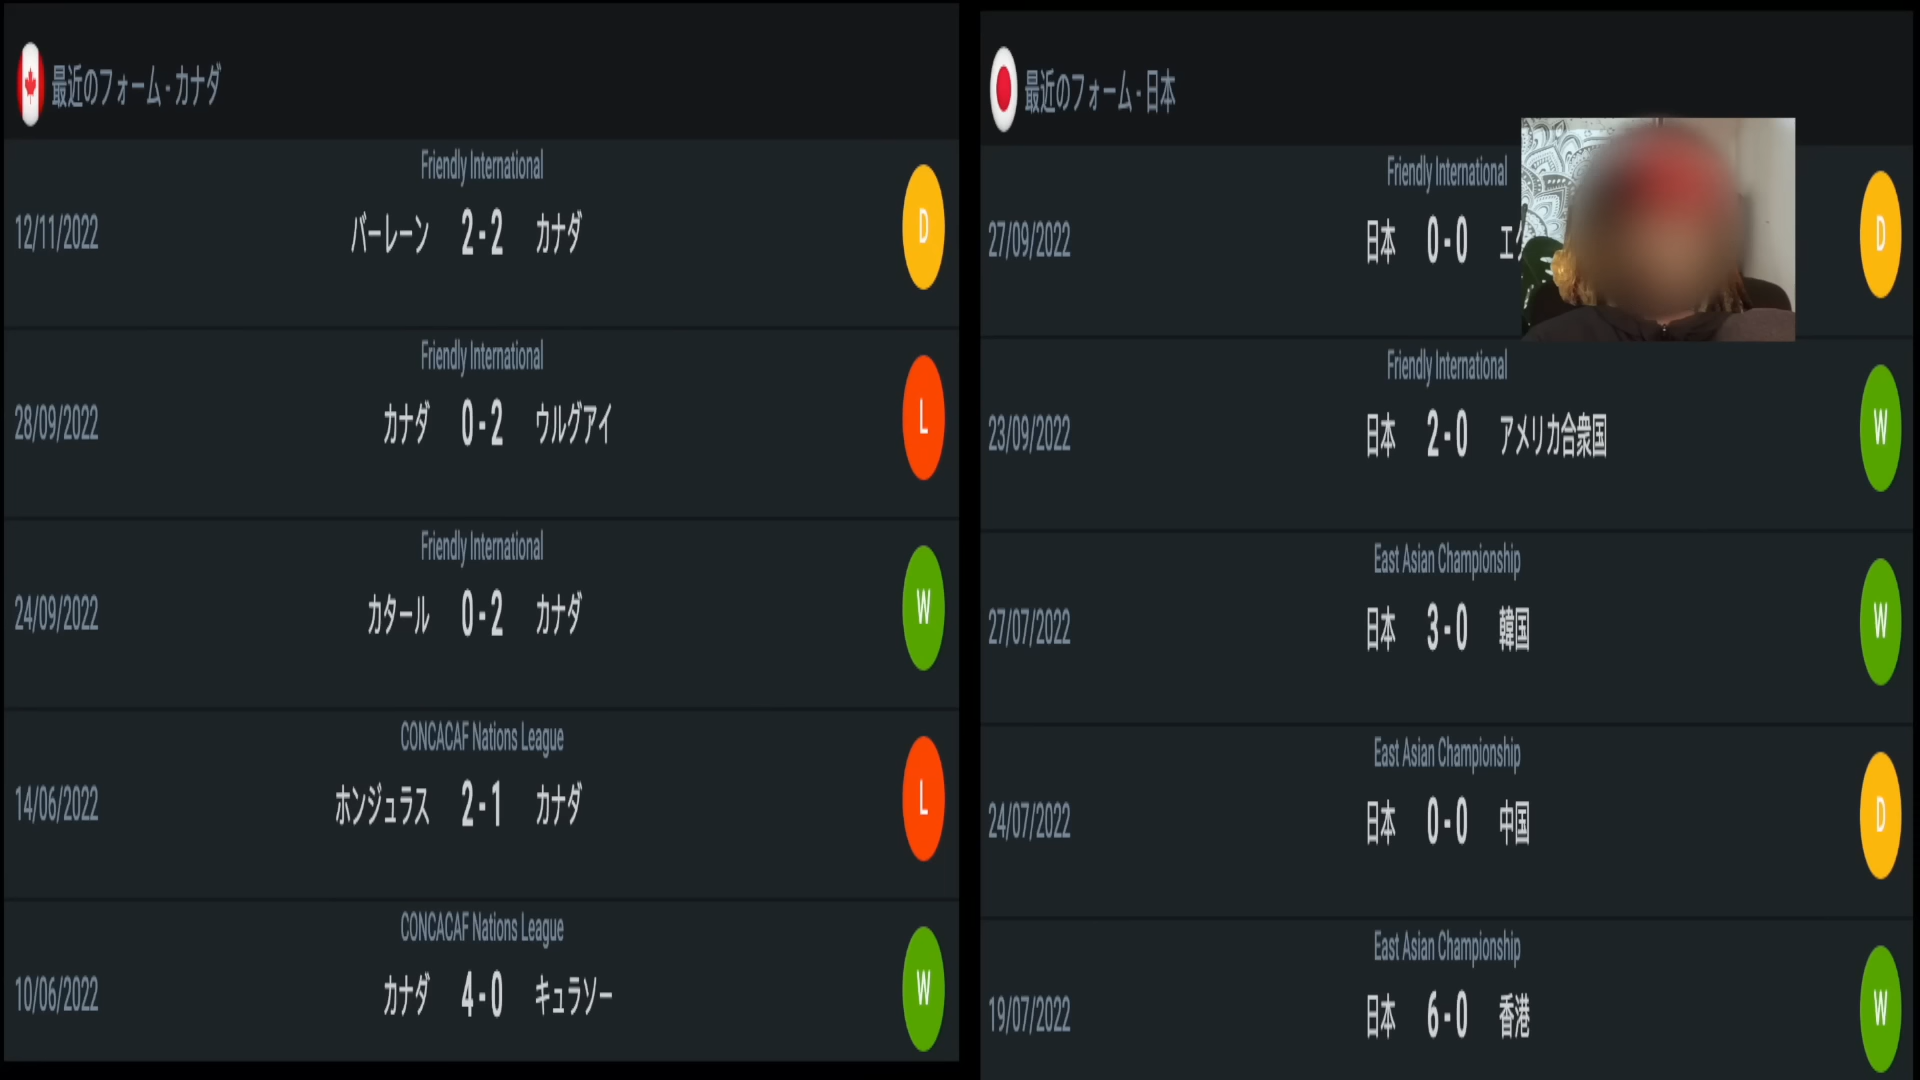 最近のフォーム - カナダ
Friendly International
12/11/2022 バーレーン 2 - 2 カナダ D
Friendly International
28/09/2022 カナダ 0 - 2 ウルグアイ L
Friendly International
24/09/2022 カタール 0 - 2 カナダ W
CONCACAF Nations League
14/06/2022 ホンジュラス 2 - 1 カナダ L
CONCACAF Nations League
10/06/2022 カナダ 4 - 0 キュラソー W
最近のフォーム - 日本
Friendly International
27/09/2022 日本 0 - 0 D
Friendly International
23/09/2022 日本 2 - 0 アメリカ合衆国 W
East Asian Championship
27/07/2022 日本 3 - 0 韓国 W
East Asian Championship
24/07/2022 日本 0 - 0 中国 D
East Asian Championship
19/07/2022 日本 6 - 0 香港 W